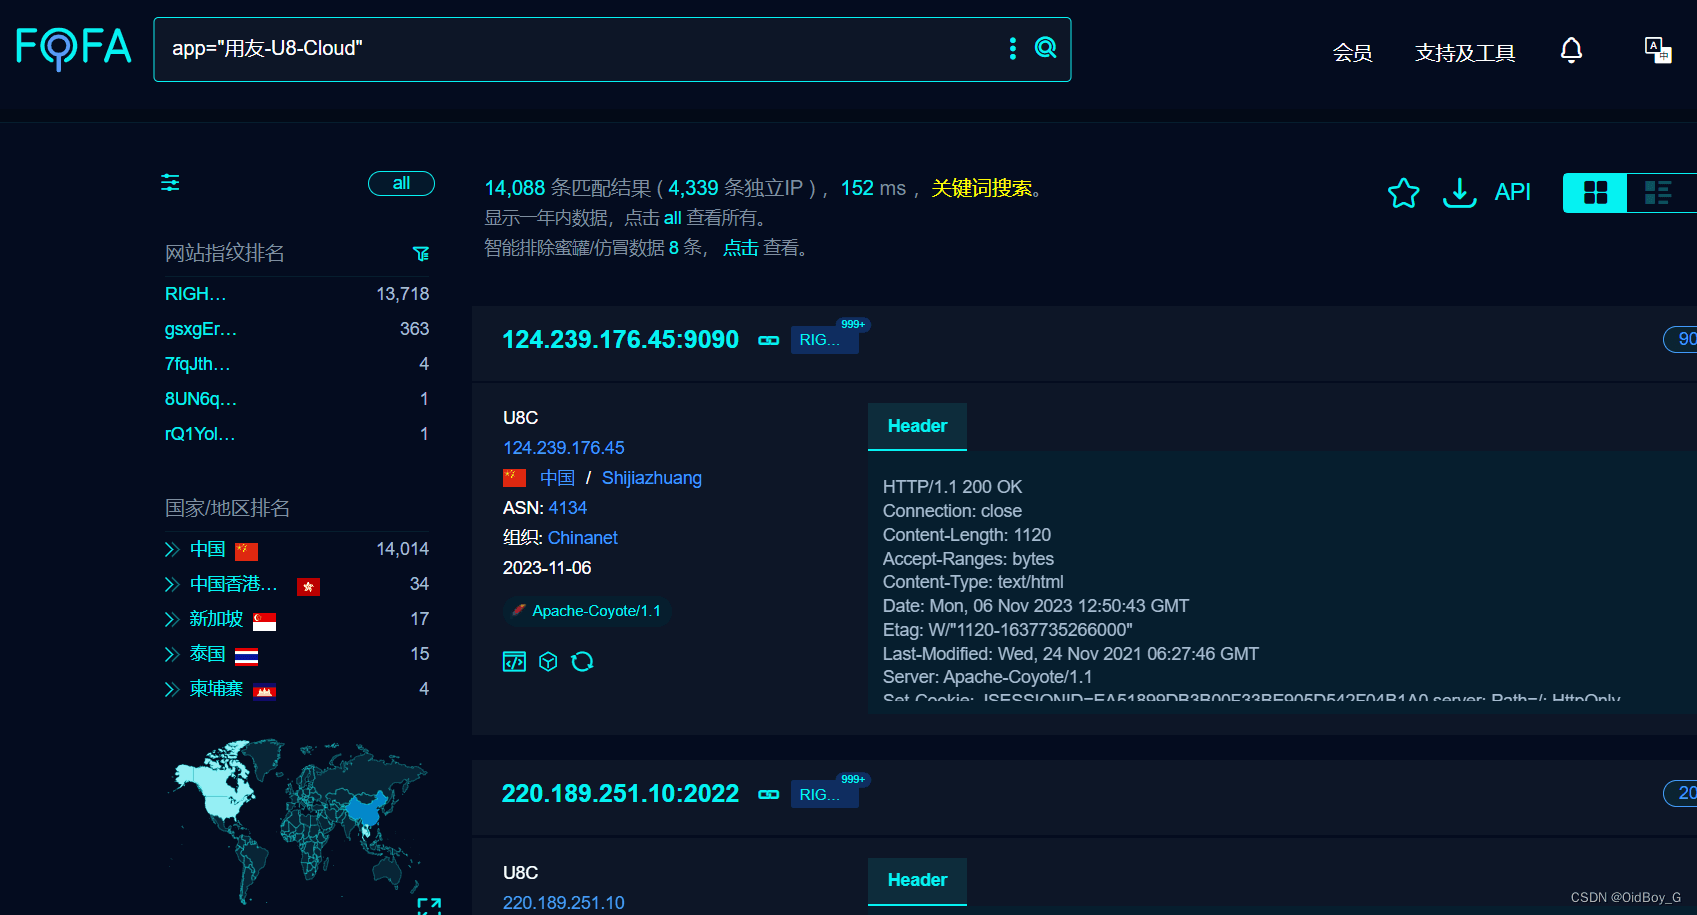 FOFA
app="用友-U8-Cloud"
会员
支持及工具
all
14,088 条匹配结果 ( 4,339 条独立IP ) ，152 ms ，关键词搜索。
显示一年内数据，点击 all 查看所有。
智能排除蜜罐/仿冒数据 8 条， 点击 查看。
API
网站指纹排名
RIGH... 13,718
gsxgEr... 363
7fqJth... 4
8UN6q... 1
rQ1Yol... 1
国家/地区排名
中国 14,014
中国香港... 34
新加坡 17
泰国 15
柬埔寨 4
124.239.176.45:9090
RIG...
999+
90
U8C
124.239.176.45
中国 / Shijiazhuang
ASN: 4134
组织: Chinanet
2023-11-06
Apache-Coyote/1.1
Header
HTTP/1.1 200 OK
Connection: close
Content-Length: 1120
Accept-Ranges: bytes
Content-Type: text/html
Date: Mon, 06 Nov 2023 12:50:43 GMT
Etag: W/"1120-1637735266000"
Last-Modified: Wed, 24 Nov 2021 06:27:46 GMT
Server: Apache-Coyote/1.1
Set-Cookie: JSESSIONID=EA51899DB3B00F33BE905D542F04B1A0.server; Path=/; HttpOnly
220.189.251.10:2022
RIG...
999+
20
U8C
220.189.251.10
Header
CSDN @OidBoy_G